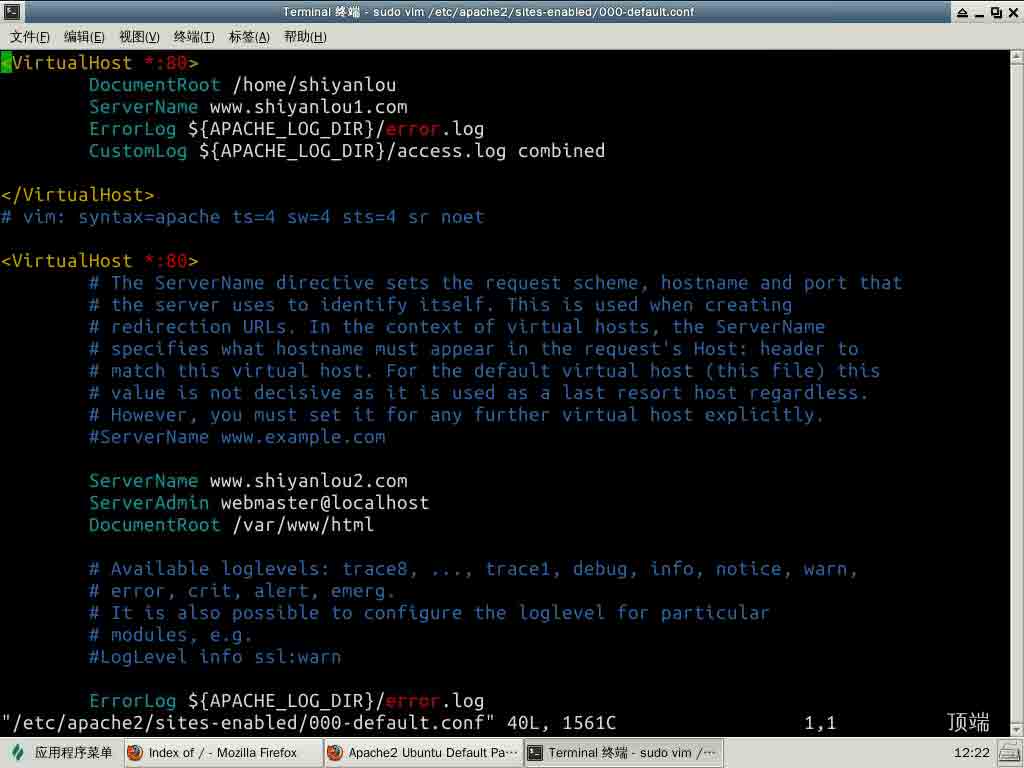 Terminal 终端 - sudo vim /etc/apache2/sites-enabled/000-default.conf
文件(F) 编辑(E) 视图(V) 终端(T) 标签(A) 帮助(H)
<VirtualHost *:80>
DocumentRoot /home/shiyanlou
ServerName www.shiyanlou1.com
ErrorLog ${APACHE_LOG_DIR}/error.log
CustomLog ${APACHE_LOG_DIR}/access.log combined
</VirtualHost>
# vim: syntax=apache ts=4 sw=4 sts=4 sr noet
<VirtualHost *:80>
# The ServerName directive sets the request scheme, hostname and port that
# the server uses to identify itself. This is used when creating
# redirection URLs. In the context of virtual hosts, the ServerName
# specifies what hostname must appear in the request's Host: header to
# match this virtual host. For the default virtual host (this file) this
# value is not decisive as it is used as a last resort host regardless.
# However, you must set it for any further virtual host explicitly.
#ServerName www.example.com
ServerName www.shiyanlou2.com
ServerAdmin webmaster@localhost
DocumentRoot /var/www/html
# Available loglevels: trace8, ..., trace1, debug, info, notice, warn,
# error, crit, alert, emerg.
# It is also possible to configure the loglevel for particular
# modules, e.g.
#LogLevel info ssl:warn
ErrorLog ${APACHE_LOG_DIR}/error.log
"/etc/apache2/sites-enabled/000-default.conf" 40L, 1561C 1,1 顶端
应用程序菜单 Index of / - Mozilla Firefox Apache2 Ubuntu Default Pa··· Terminal 终端 - sudo vim /··· 12:22